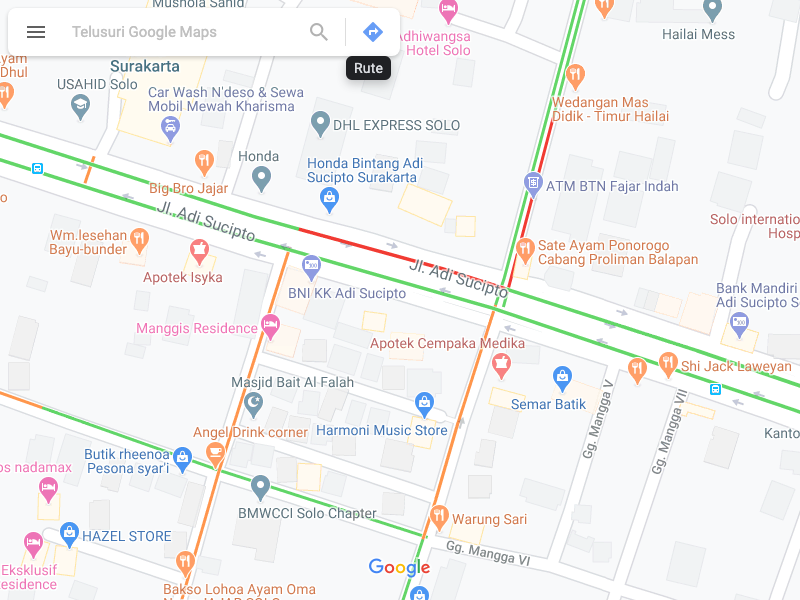 Mushola Sahid
Telusuri Google Maps
Rute
Adhiwangsa
Hotel Solo
Hailai Mess
Surakarta
USAHID Solo
Car Wash N'deso & Sewa
Mobil Mewah Kharisma
Wedangan Mas
Didik - Timur Hailai
DHL EXPRESS SOLO
Honda
Honda Bintang Adi
Sucipto Surakarta
Big Bro Jajar
ATM BTN Fajar Indah
Jl. Adi Sucipto
Solo internatio
Hosp
Wm.lesehan
Bayu-bunder
Sate Ayam Ponorogo
Cabang Proliman Balapan
Apotek Isyka
Jl. Adi Sucipto
BNI KK Adi Sucipto
Bank Mandiri
Adi Sucipto S
Manggis Residence
Apotek Cempaka Medika
Shi Jack Laweyan
Masjid Bait Al Falah
Semar Batik
Gg. Mangga V
Gg. Mangga VII
Angel Drink corner
Harmoni Music Store
Kanto
Butik rheenoa
Pesona syar'i
os nadamax
BMWCCI Solo Chapter
Warung Sari
HAZEL STORE
Gg. Mangga VI
Eksklusif
esidence
Google
Bakso Lohoa Ayam Oma